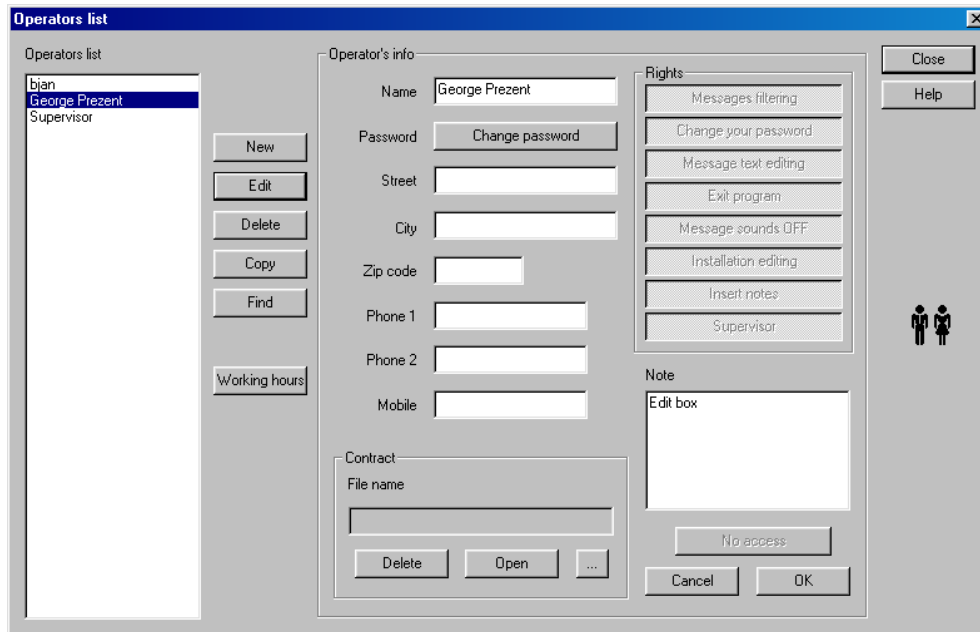 Operators list
Operators list
bjan
George Prezent
Supervisor
New
Edit
Delete
Copy
Find
Working hours
Operator's info
Name George Prezent
Password Change password
Street
City
Zip code
Phone 1
Phone 2
Mobile
Contract
File name
Delete Open ...
Rights
Messages filtering
Change your password
Message text editing
Exit program
Message sounds OFF
Installation editing
Insert notes
Supervisor
Note
Edit box
No access
Cancel OK
Close
Help